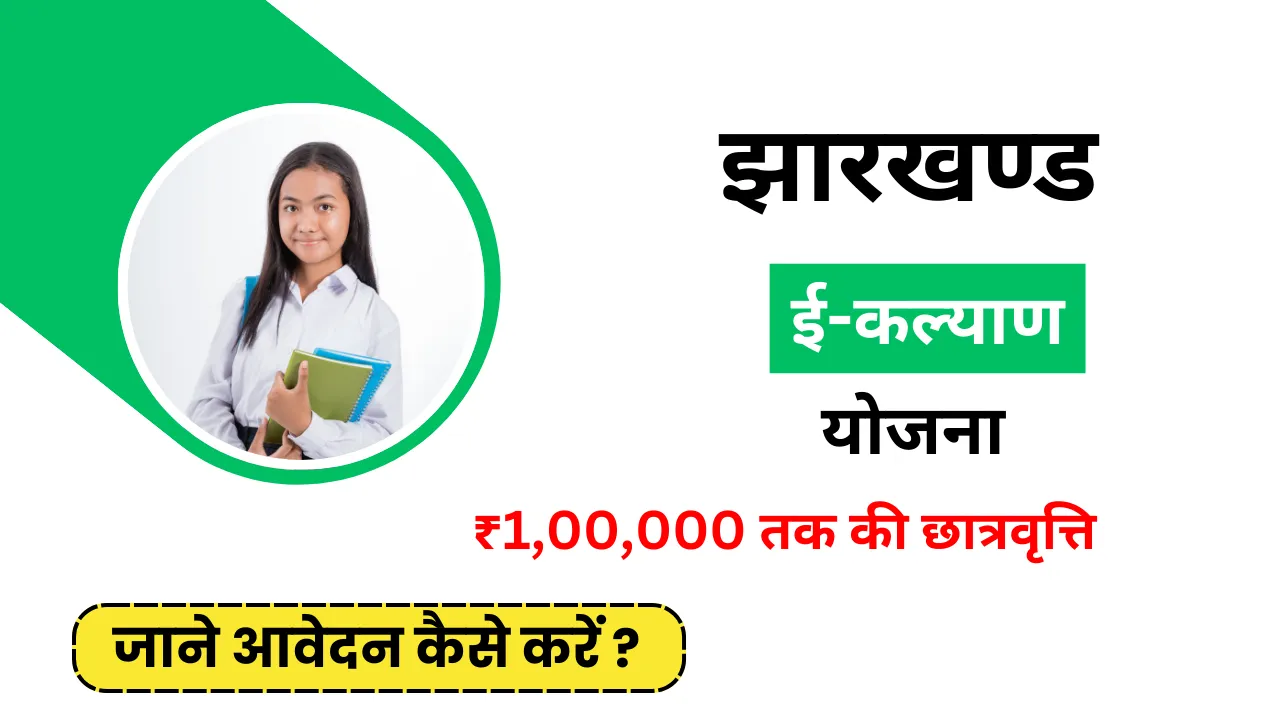 झारखण्ड
ई-कल्याण
योजना
₹1,00,000 तक की छात्रवृत्ति
जाने आवेदन कैसे करें ?